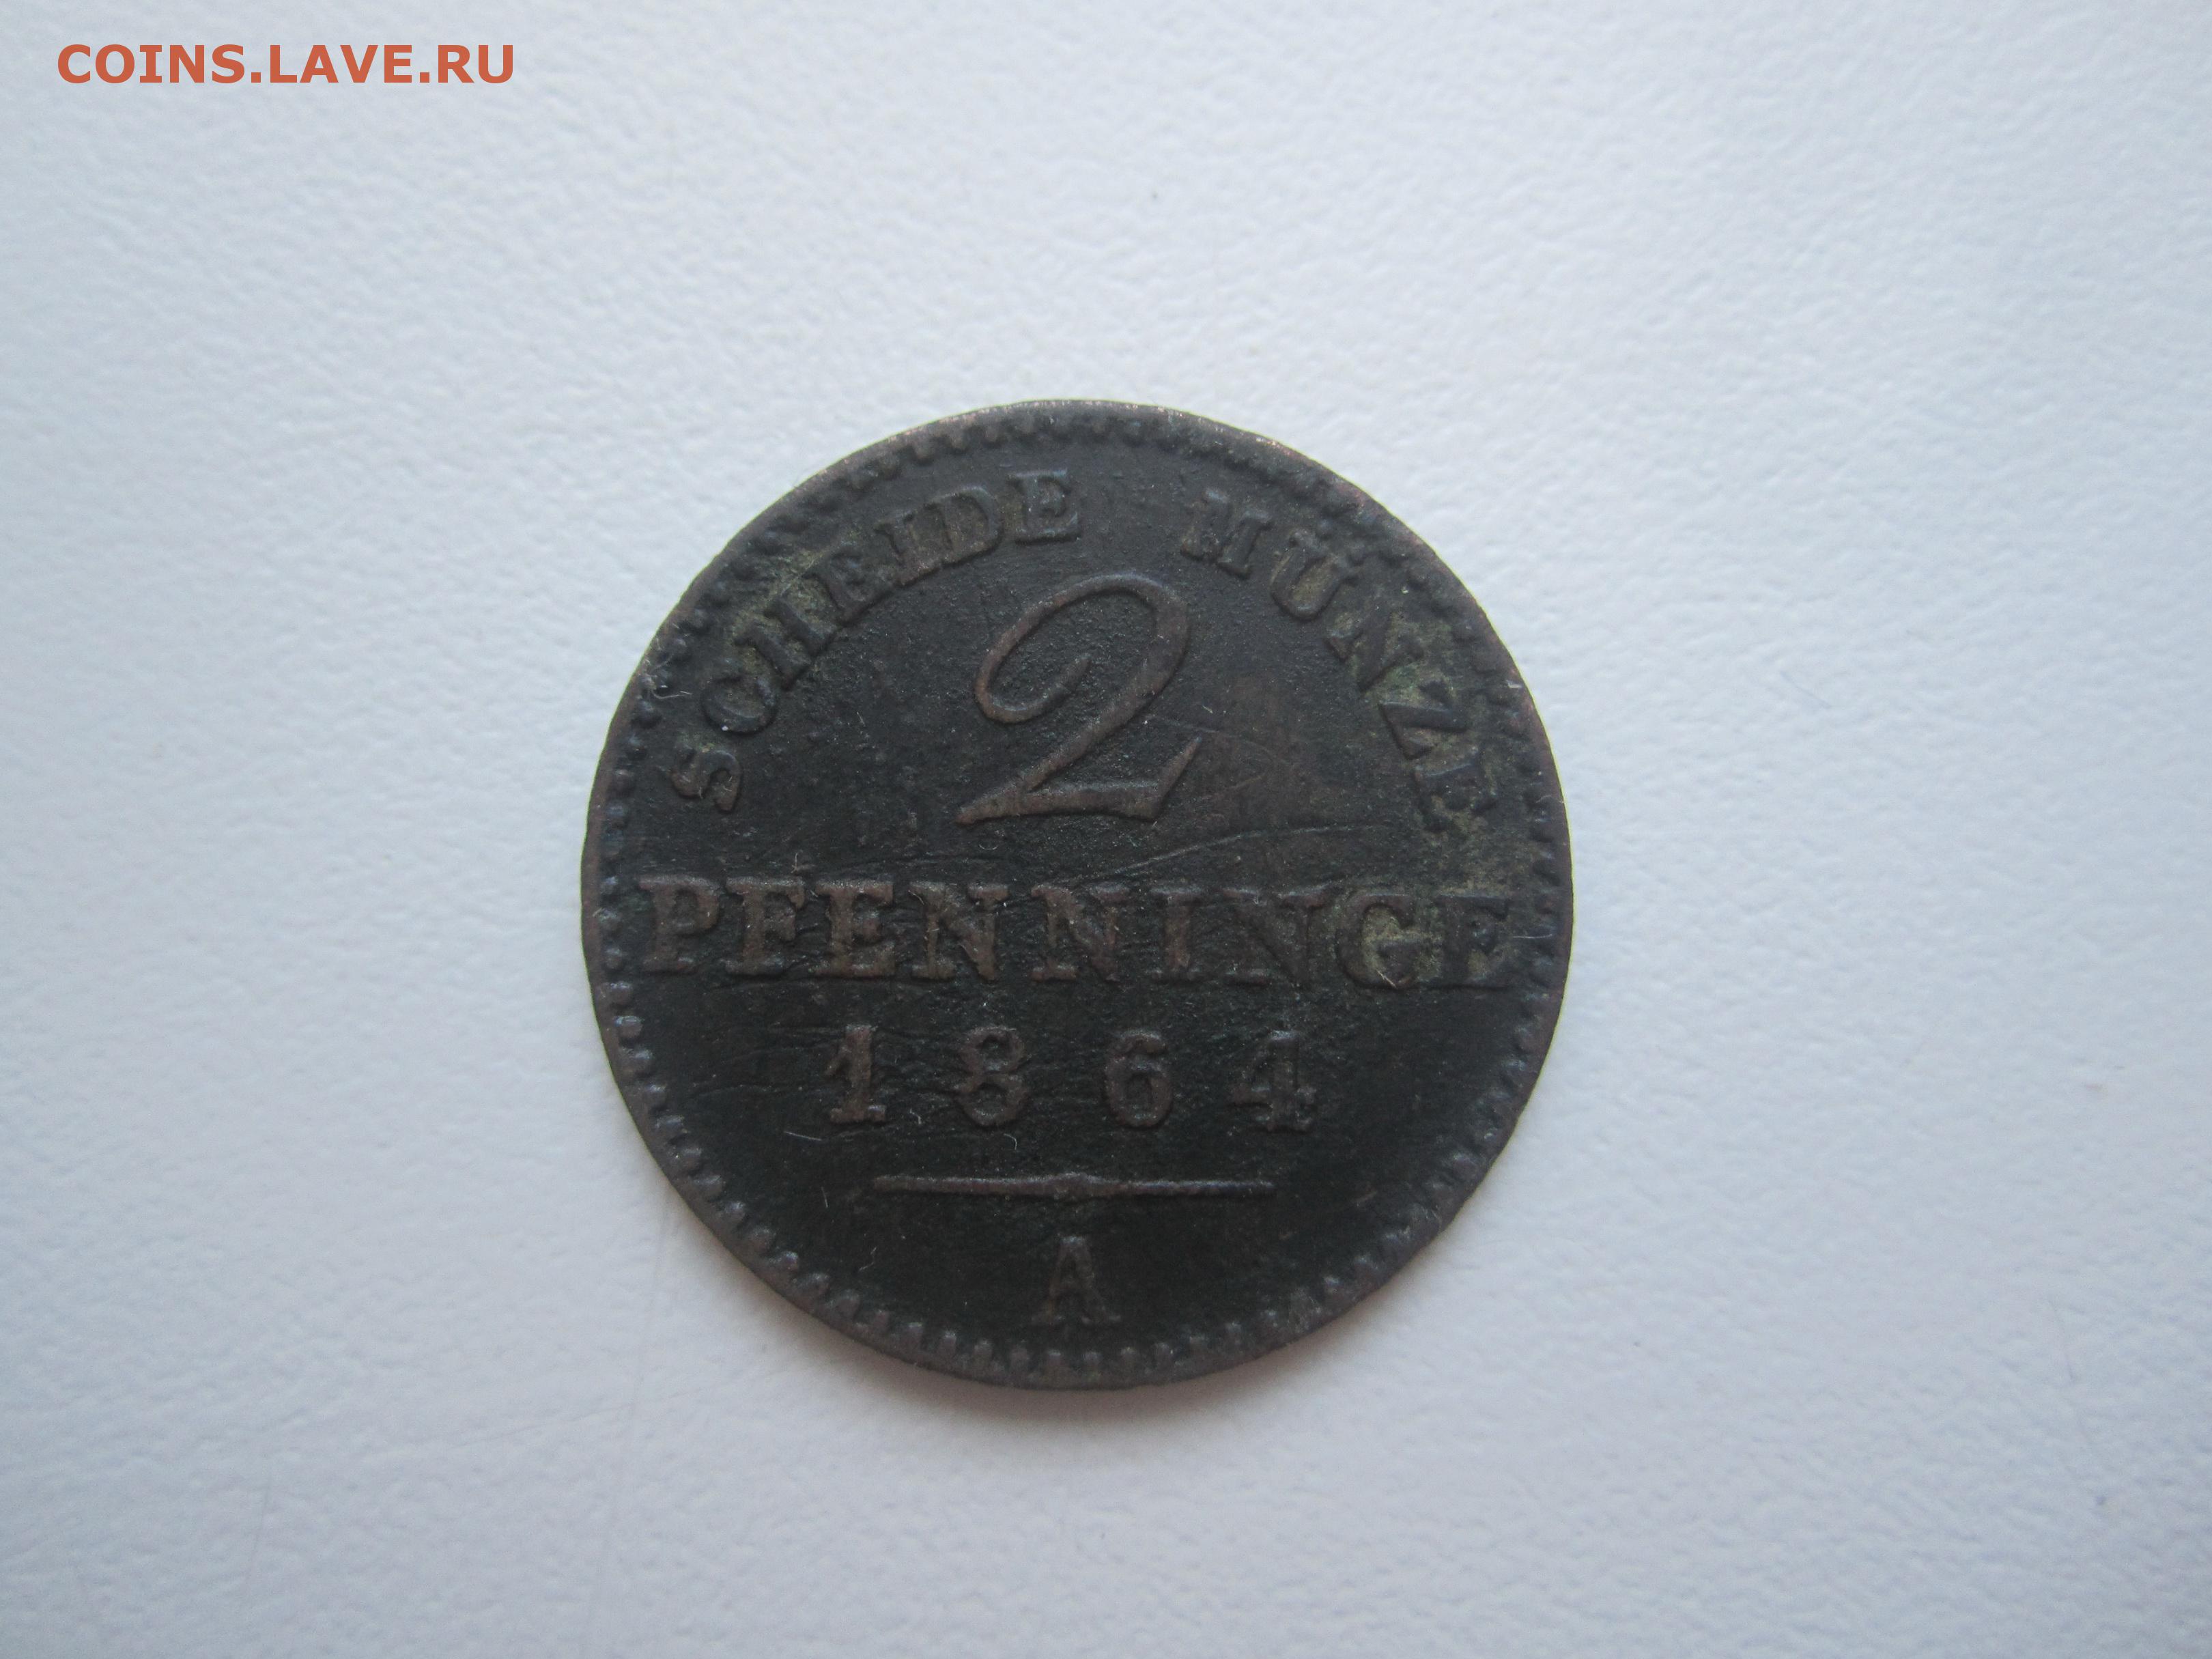 COINS.LAVE.RU
SCHEIDE MÜNZE
2
PFENNINGE
1864
A